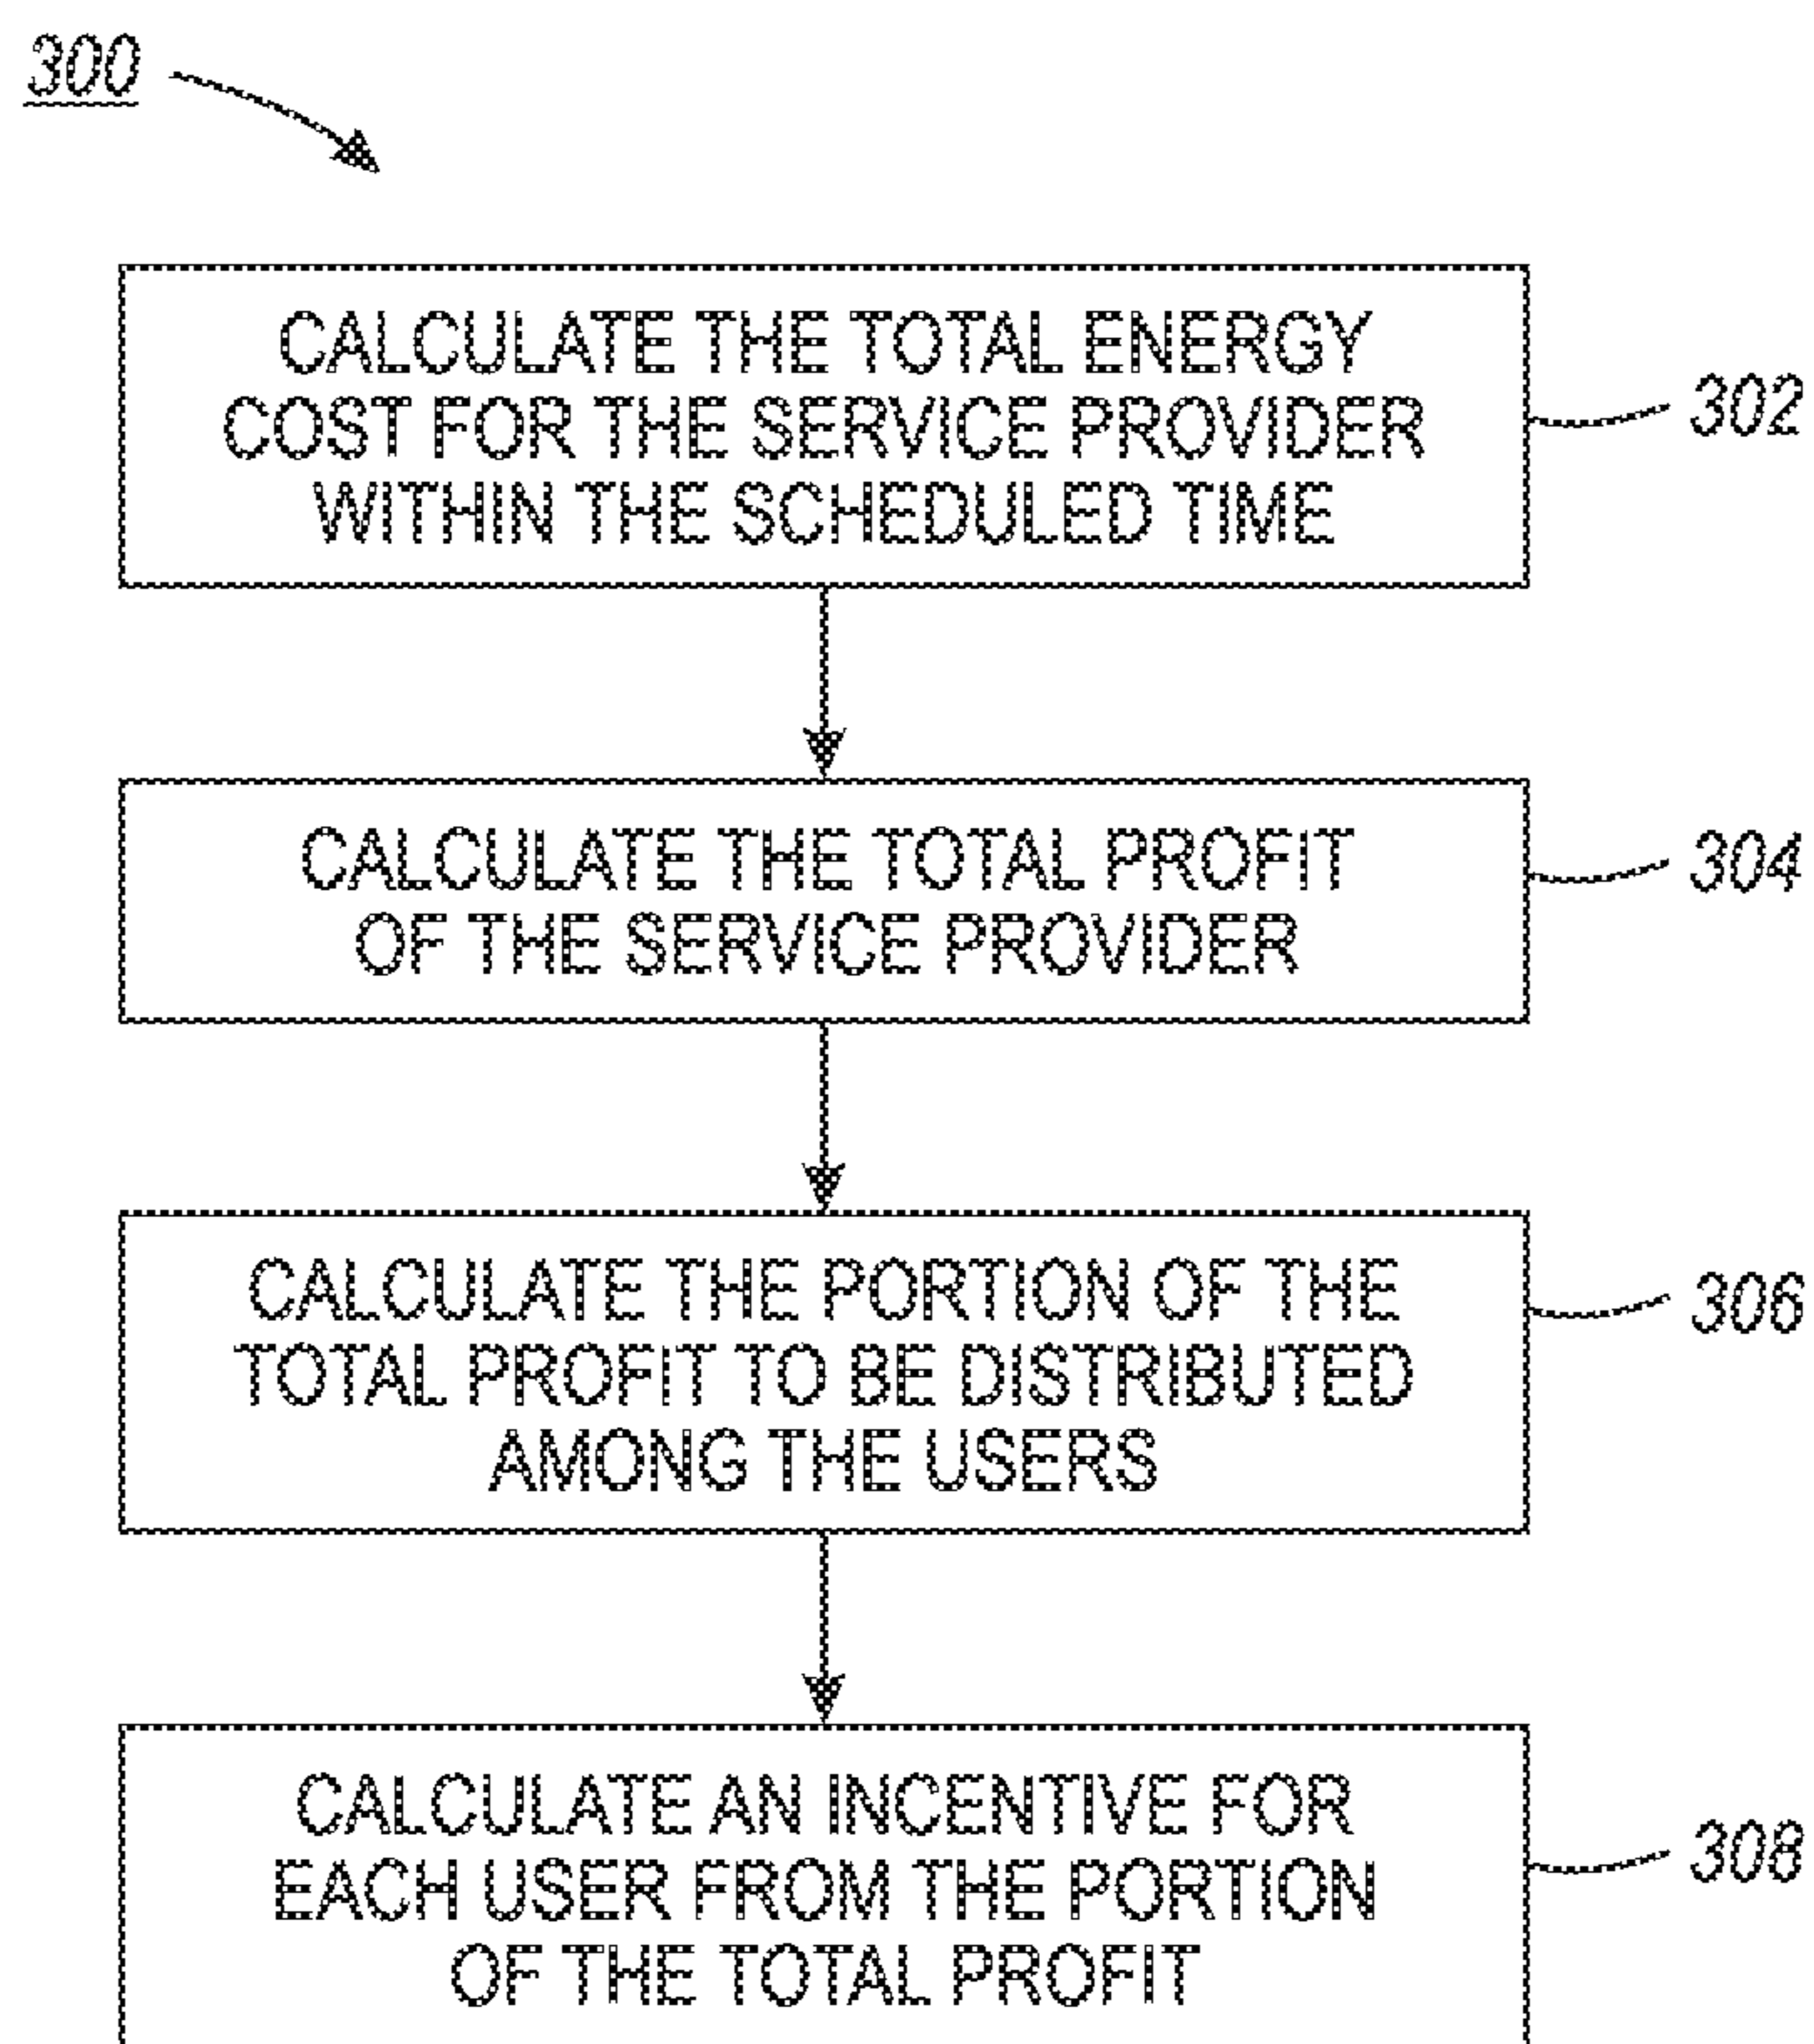 300
CALCULATE THE TOTAL ENERGY
COST FOR THE SERVICE PROVIDER
WITHIN THE SCHEDULED TIME
302
CALCULATE THE TOTAL PROFIT
OF THE SERVICE PROVIDER
304
CALCULATE THE PORTION OF THE
TOTAL PROFIT TO BE DISTRIBUTED
AMONG THE USERS
306
CALCULATE AN INCENTIVE FOR
EACH USER FROM THE PORTION
OF THE TOTAL PROFIT
308